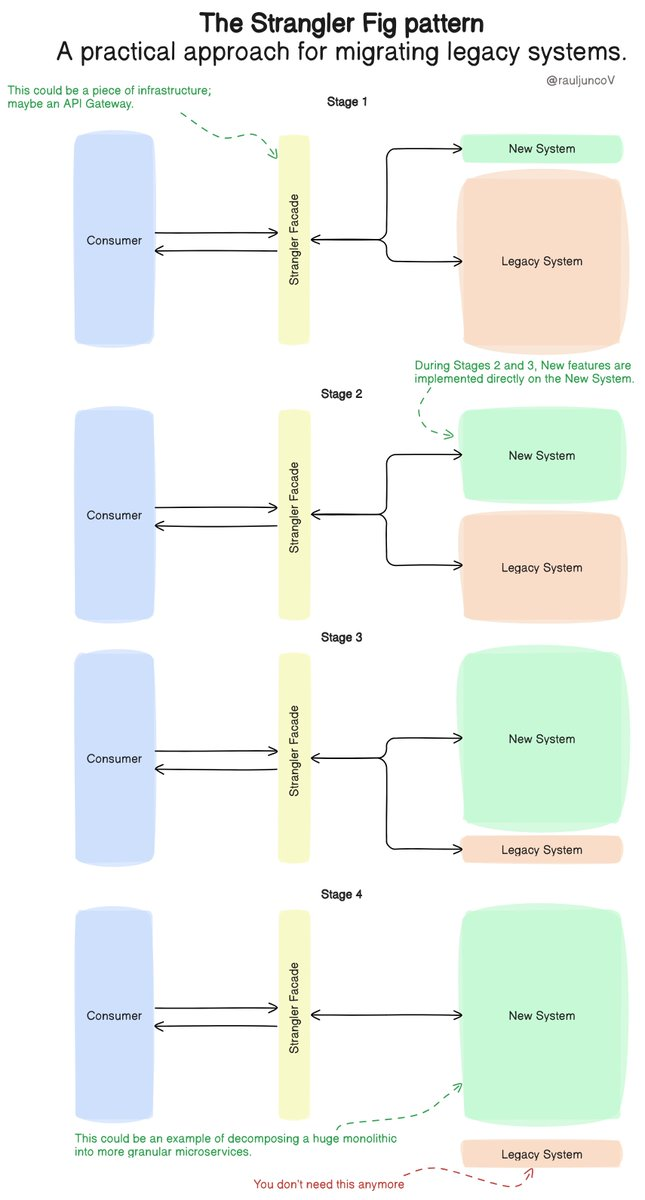 The Strangler Fig pattern
A practical approach for migrating legacy systems.
@rauljuncoV
This could be a piece of infrastructure;
maybe an API Gateway.
Stage 1
Consumer
Strangler Facade
New System
Legacy System
During Stages 2 and 3, New features are
implemented directly on the New System.
Stage 2
Consumer
Strangler Facade
New System
Legacy System
Stage 3
Consumer
Strangler Facade
New System
Legacy System
Stage 4
Consumer
Strangler Facade
New System
This could be an example of decomposing a huge monolithic
into more granular microservices.
Legacy System
You don't need this anymore